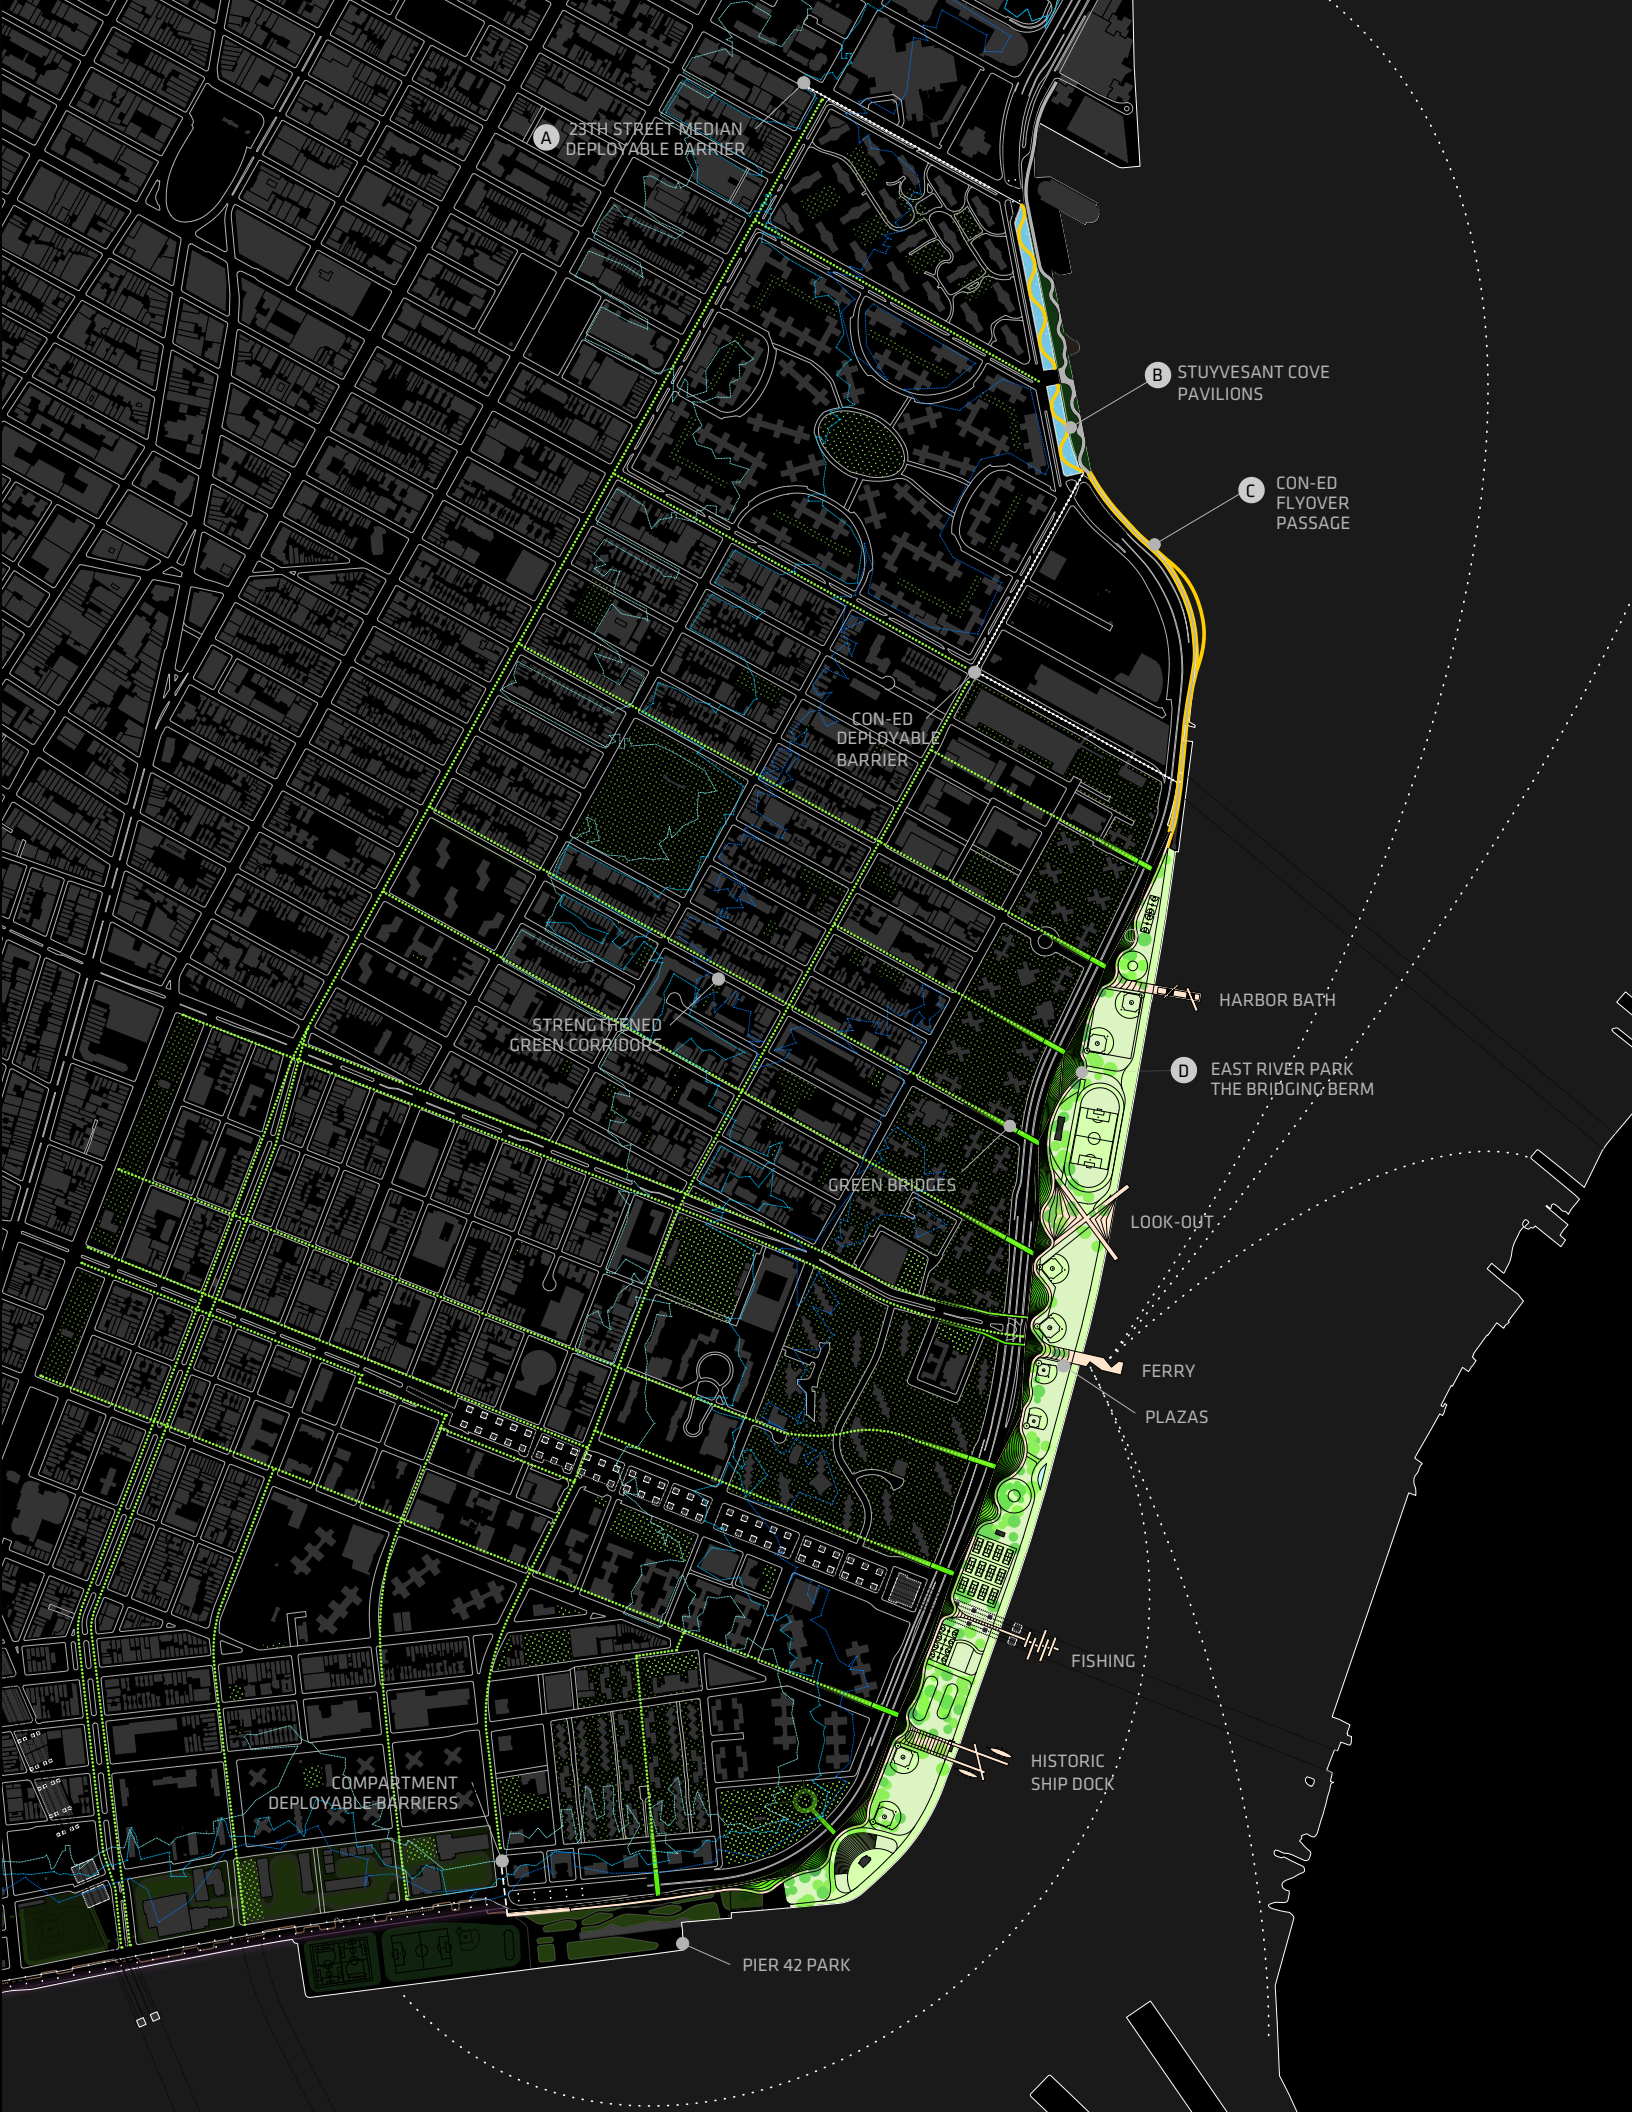 A
23TH STREET MEDIAN
DEPLOYABLE BARRIER
B
STUYVESANT COVE
PAVILIONS
C
CON-ED
FLYOVER
PASSAGE
CON-ED
DEPLOYABLE
BARRIER
HARBOR BATH
STRENGTHENED
GREEN CORRIDORS
D
EAST RIVER PARK
THE BRIDGING BERM
GREEN BRIDGES
LOOK-OUT
FERRY
PLAZAS
FISHING
HISTORIC
SHIP DOCK
COMPARTMENT
DEPLOYABLE BARRIERS
PIER 42 PARK